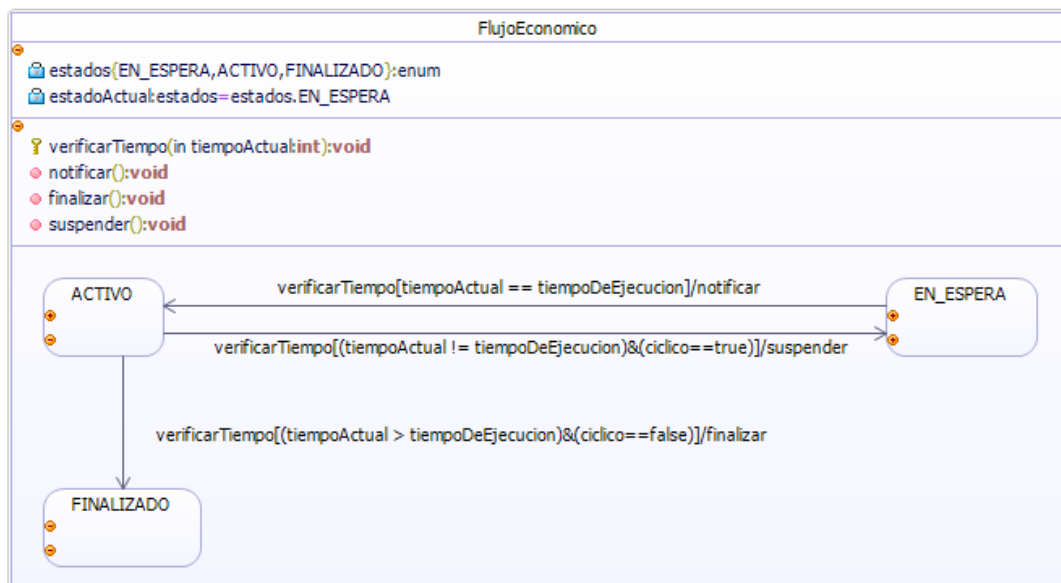 FlujoEconomico
estados{EN_ESPERA,ACTIVO,FINALIZADO}:enum
estadoActual:estados=estados.EN_ESPERA
verificarTiempo(in tiempoActual:int):void
notificar():void
finalizar():void
suspender():void
ACTIVO
verificarTiempo[tiempoActual == tiempoDeEjecucion]/notificar
EN_ESPERA
verificarTiempo[(tiempoActual != tiempoDeEjecucion)&(ciclico==true)]/suspender
verificarTiempo[(tiempoActual > tiempoDeEjecucion)&(ciclico==false)]/finalizar
FINALIZADO